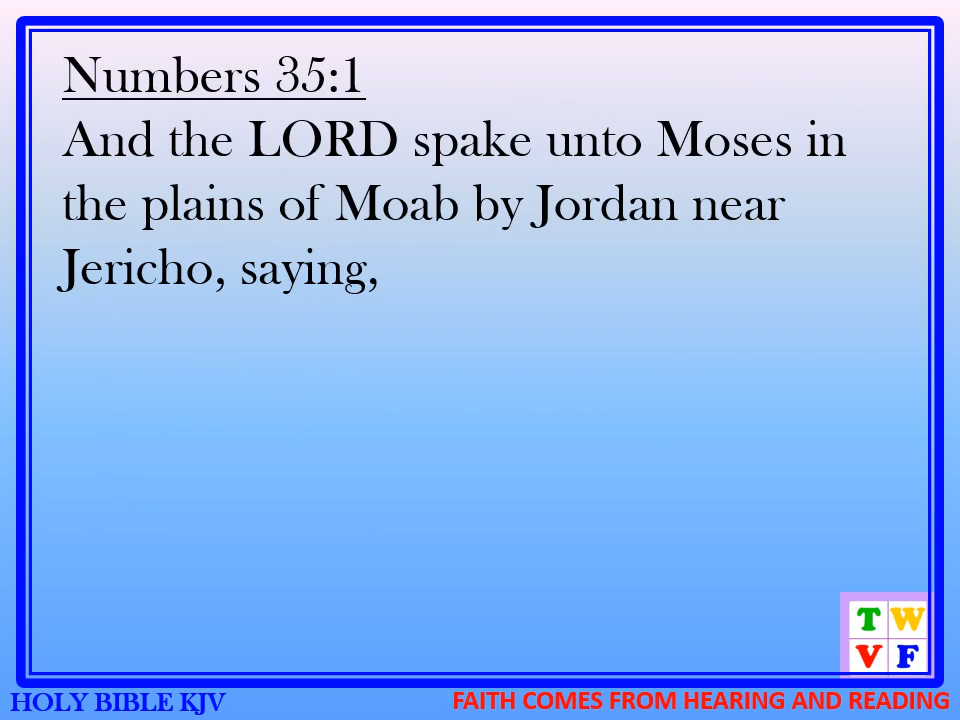 Numbers 35:1
And the LORD spake unto Moses in
the plains of Moab by Jordan near
Jericho, saying,
T W
V F
HOLY BIBLE KJV
FAITH COMES FROM HEARING AND READING